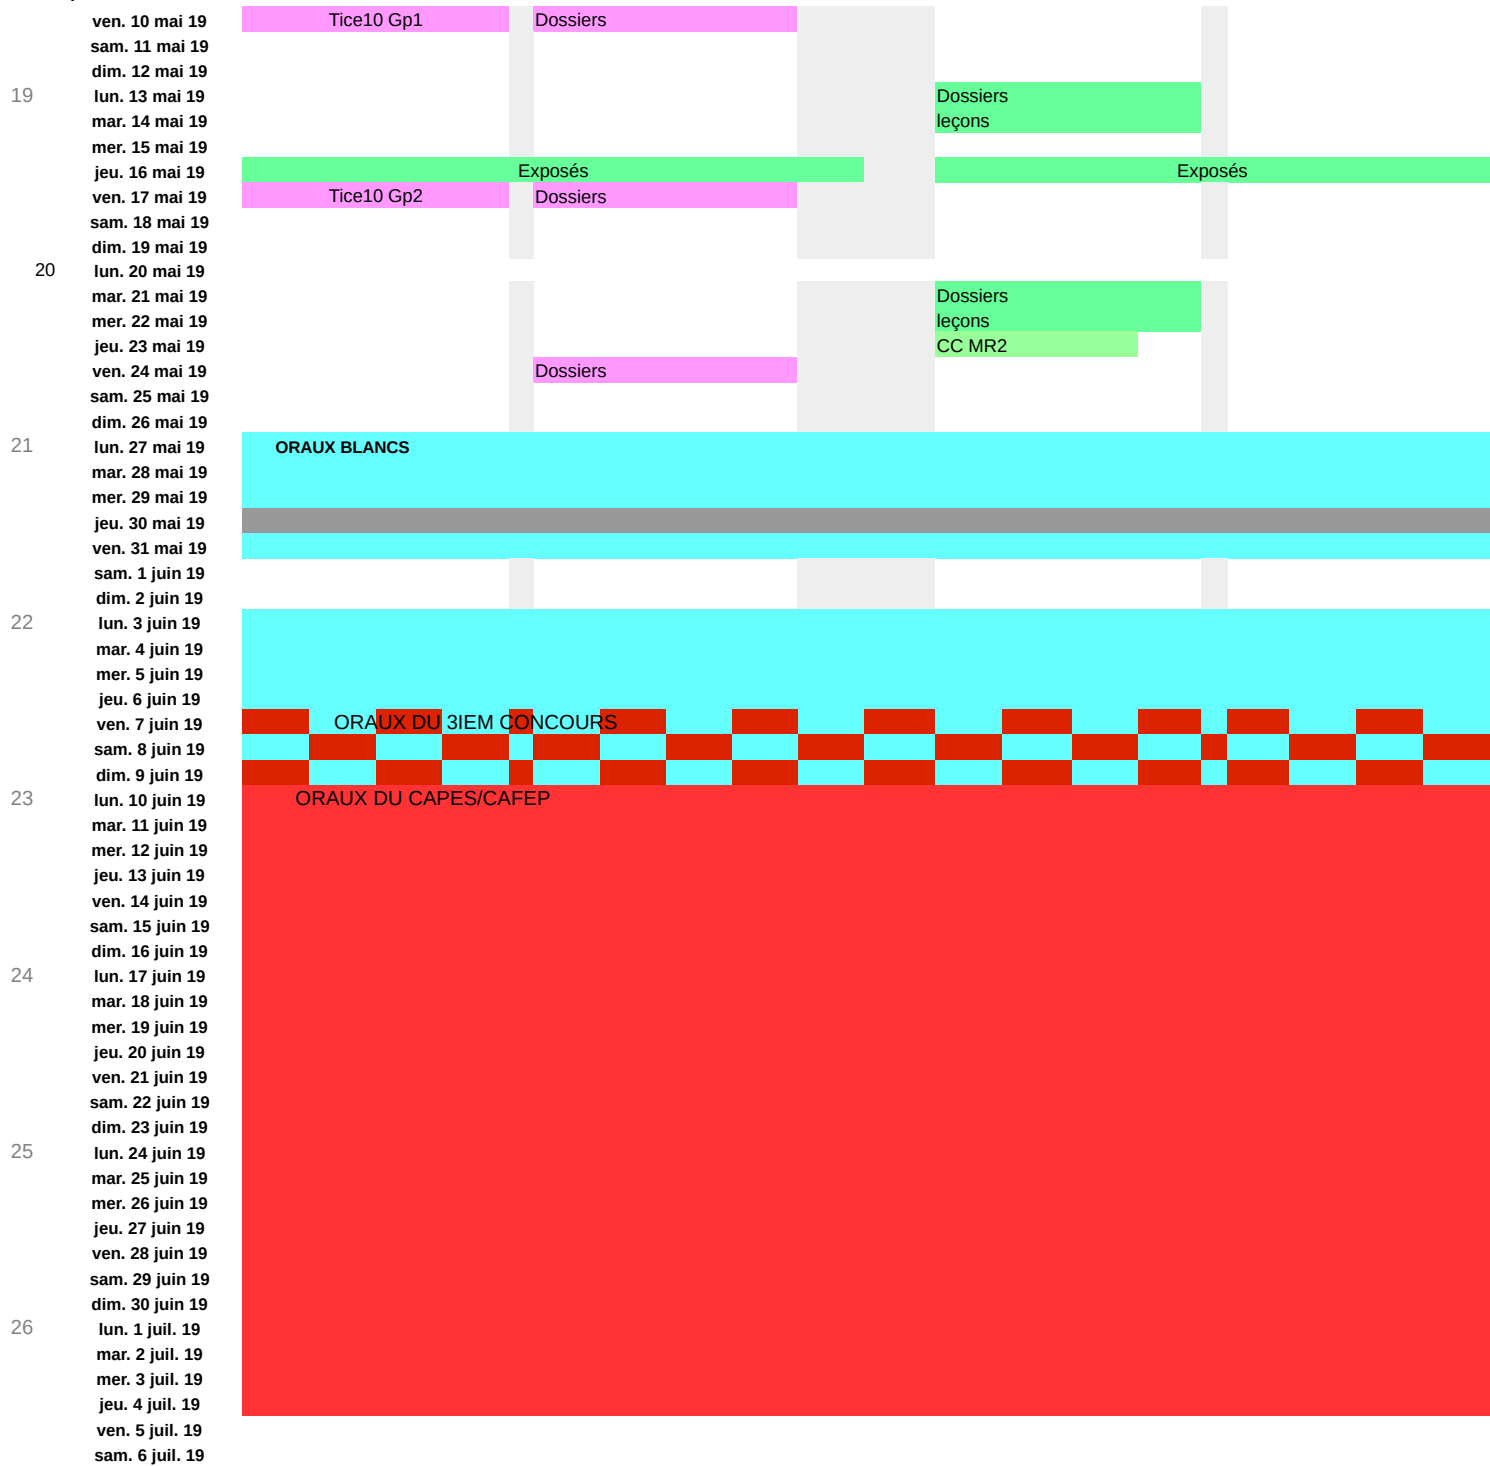 ven. 10 mai 19 Tice10 Gp1 Dossiers
sam. 11 mai 19
dim. 12 mai 19
19 lun. 13 mai 19 Dossiers
mar. 14 mai 19 leçons
mer. 15 mai 19
jeu. 16 mai 19 Exposés Exposés
ven. 17 mai 19 Tice10 Gp2 Dossiers
sam. 18 mai 19
dim. 19 mai 19
20 lun. 20 mai 19
mar. 21 mai 19 Dossiers
mer. 22 mai 19 leçons
jeu. 23 mai 19 CC MR2
ven. 24 mai 19 Dossiers
sam. 25 mai 19
dim. 26 mai 19
21 lun. 27 mai 19 ORAUX BLANCS
mar. 28 mai 19
mer. 29 mai 19
jeu. 30 mai 19
ven. 31 mai 19
sam. 1 juin 19
dim. 2 juin 19
22 lun. 3 juin 19
mar. 4 juin 19
mer. 5 juin 19
jeu. 6 juin 19
ven. 7 juin 19 ORAUX DU 3IEM CONCOURS
sam. 8 juin 19
dim. 9 juin 19
23 lun. 10 juin 19 ORAUX DU CAPES/CAFEP
mar. 11 juin 19
mer. 12 juin 19
jeu. 13 juin 19
ven. 14 juin 19
sam. 15 juin 19
dim. 16 juin 19
24 lun. 17 juin 19
mar. 18 juin 19
mer. 19 juin 19
jeu. 20 juin 19
ven. 21 juin 19
sam. 22 juin 19
dim. 23 juin 19
25 lun. 24 juin 19
mar. 25 juin 19
mer. 26 juin 19
jeu. 27 juin 19
ven. 28 juin 19
sam. 29 juin 19
dim. 30 juin 19
26 lun. 1 juil. 19
mar. 2 juil. 19
mer. 3 juil. 19
jeu. 4 juil. 19
ven. 5 juil. 19
sam. 6 juil. 19